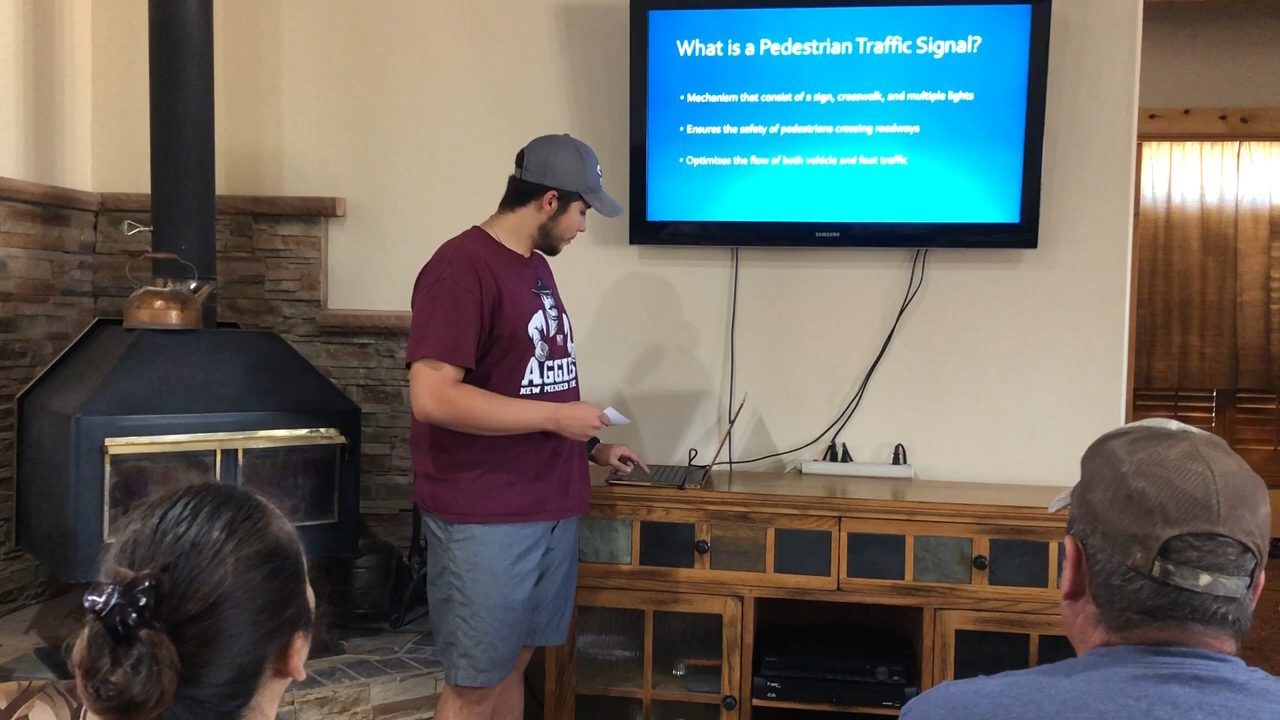 What is a Pedestrian Traffic Signal?
• Mechanism that consist of a sign, crosswalk, and multiple lights
• Ensures the safety of pedestrians crossing roadways
• Optimizes the flow of both vehicle and foot traffic
SAMSUNG
AGGIES
NEW MEXICO